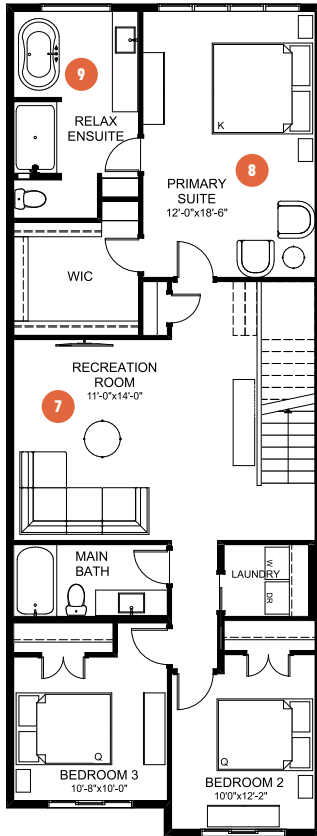 9
RELAX
ENSUITE
K
8
PRIMARY
SUITE
12'-0"x18'-6"
WIC
RECREATION
ROOM
11'-0"x14'-0"
7
MAIN
BATH
LAUNDRY
W
DR
Q
BEDROOM 3
10'-8"x10'-0"
Q
BEDROOM 2
10'0"x12'-2"